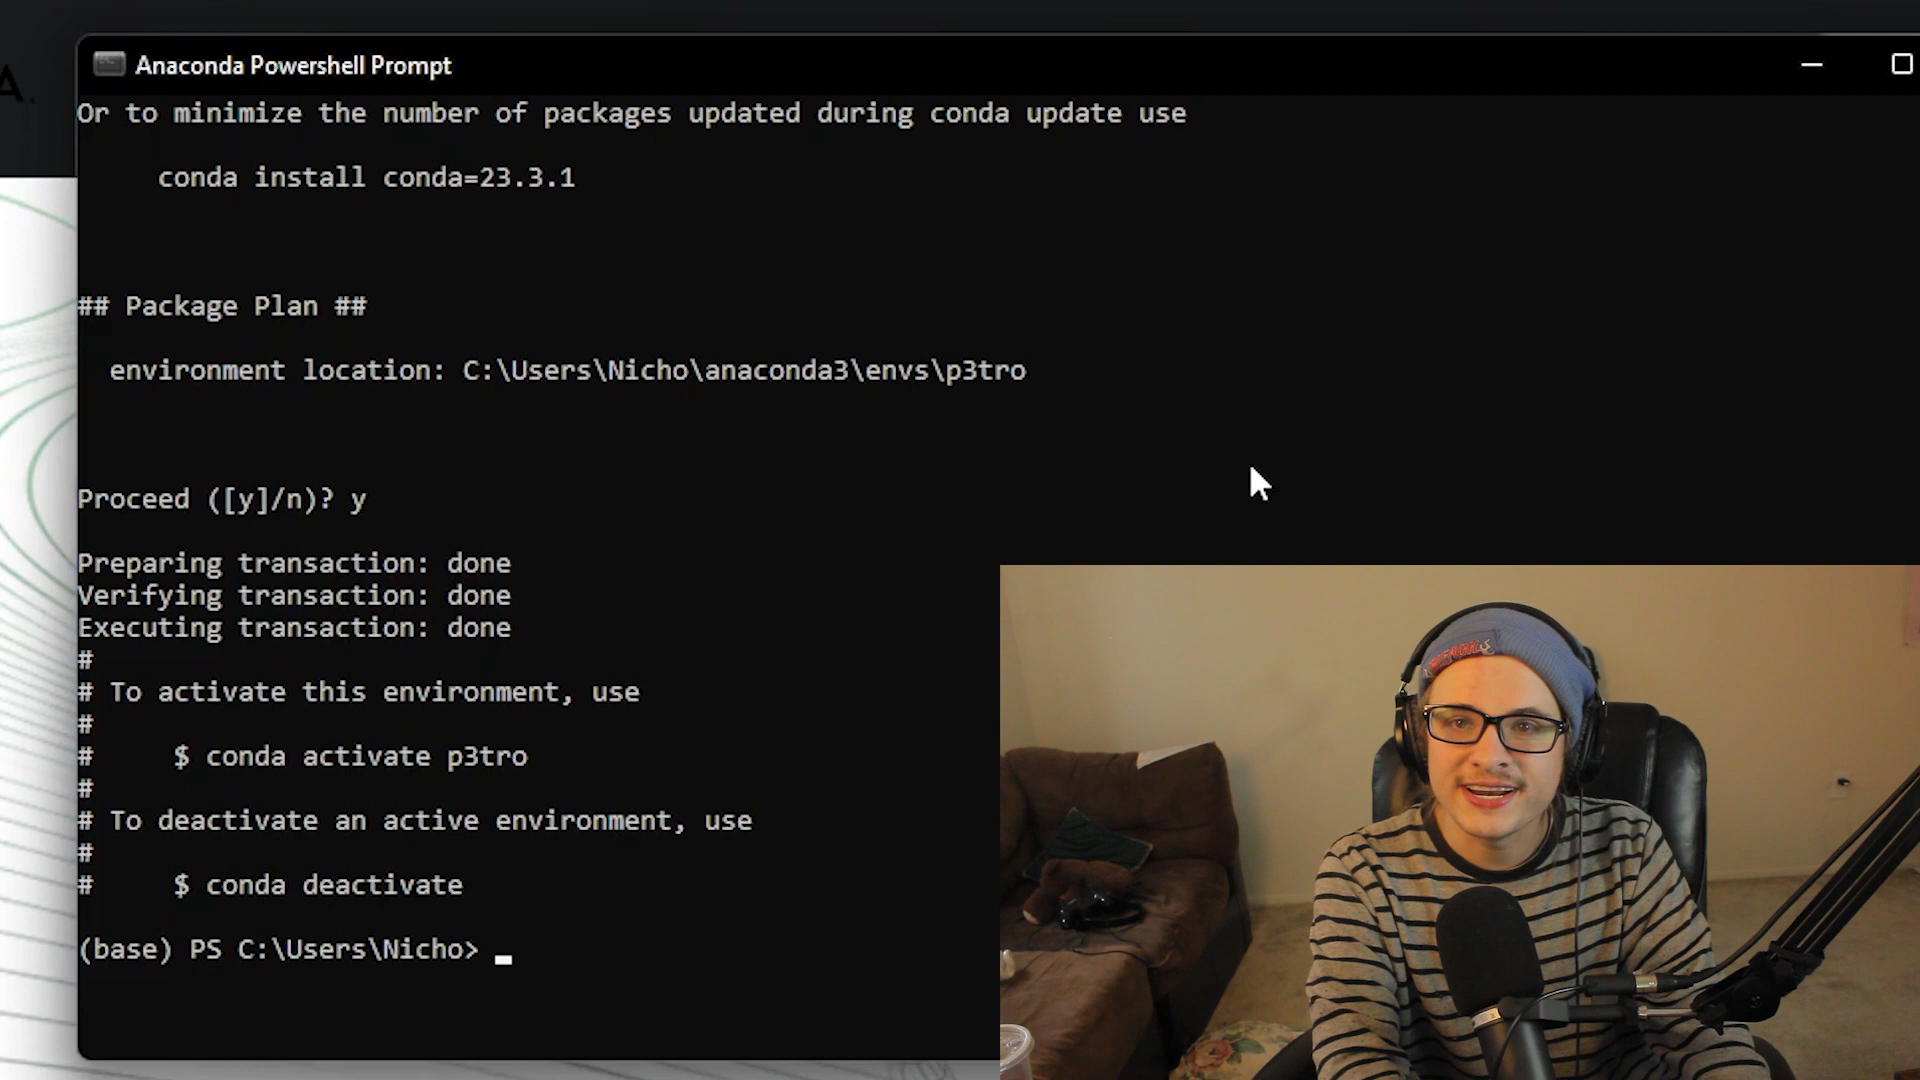 Anaconda Powershell Prompt
Or to minimize the number of packages updated during conda update use
conda install conda=23.3.1
## Package Plan ##
environment location: C:\Users\Nicho\anaconda3\envs\p3tro
Proceed ([y]/n)? y
Preparing transaction: done
Verifying transaction: done
Executing transaction: done
#
# To activate this environment, use
#
#     $ conda activate p3tro
#
# To deactivate an active environment, use
#
#     $ conda deactivate
(base) PS C:\Users\Nicho>